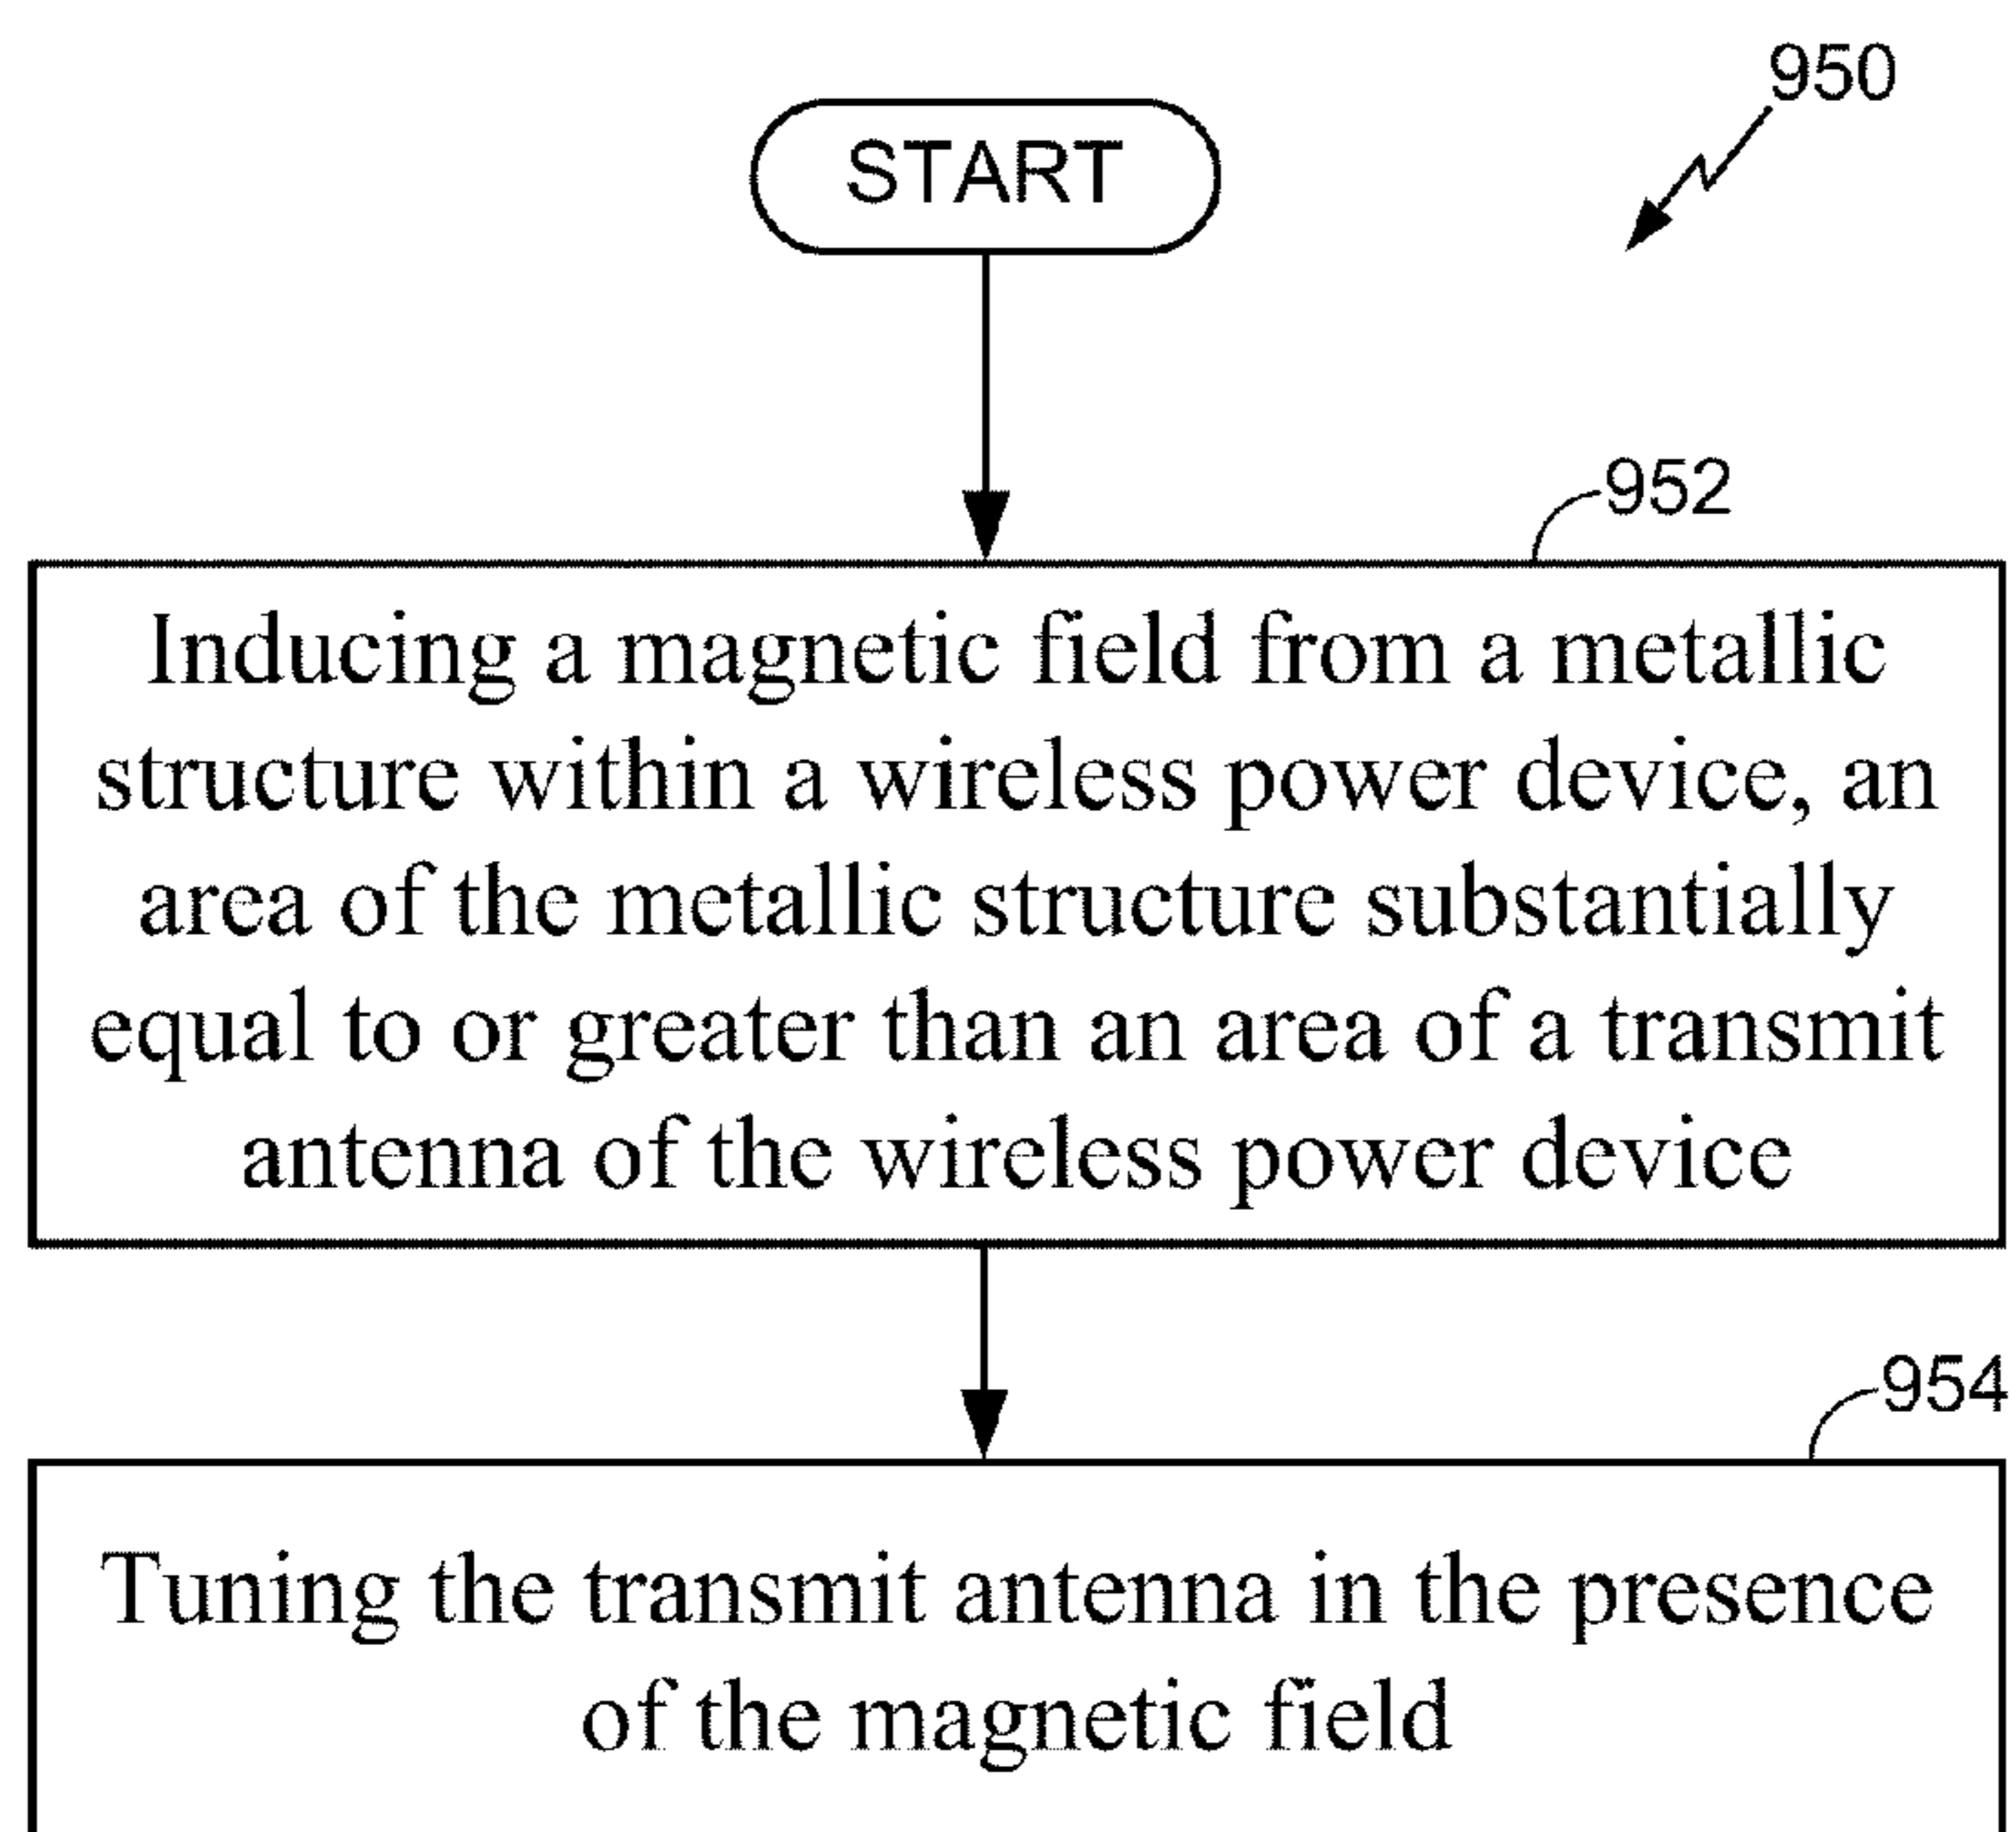 950
START
952
Inducing a magnetic field from a metallic
structure within a wireless power device, an
area of the metallic structure substantially
equal to or greater than an area of a transmit
antenna of the wireless power device
954
Tuning the transmit antenna in the presence
of the magnetic field